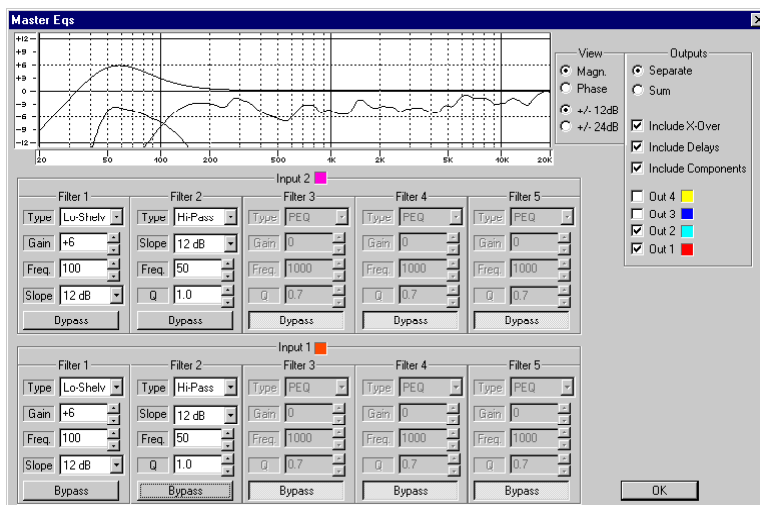 Master Eqs
+12
+9
+6
+3
0
-3
-6
-9
-12
20 50 100 200 500 1K 2K 5K 10K 20K
View
Magn.
Phase
+/- 12dB
+/- 24dB
Outputs
Separate
Sum
Include X-Over
Include Delays
Include Components
Out 4
Out 3
Out 2
Out 1
Input 2
Filter 1 Filter 2 Filter 3 Filter 4 Filter 5
Type Lo-Shelv Type Hi-Pass Type PEQ Type PEQ Type PEQ
Gain +6 Slope 12 dB Gain 0 Gain 0 Gain 0
Freq. 100 Freq. 50 Freq. 1000 Freq. 1000 Freq. 1000
Slope 12 dB Q 1.0 Q 0.7 Q 0.7 Q 0.7
Bypass Bypass Bypass Bypass Bypass
Input 1
Filter 1 Filter 2 Filter 3 Filter 4 Filter 5
Type Lo-Shelv Type Hi-Pass Type PEQ Type PEQ Type PEQ
Gain +6 Slope 12 dB Gain 0 Gain 0 Gain 0
Freq. 100 Freq. 50 Freq. 1000 Freq. 1000 Freq. 1000
Slope 12 dB Q 1.0 Q 0.7 Q 0.7 Q 0.7
Bypass Bypass Bypass Bypass Bypass
OK